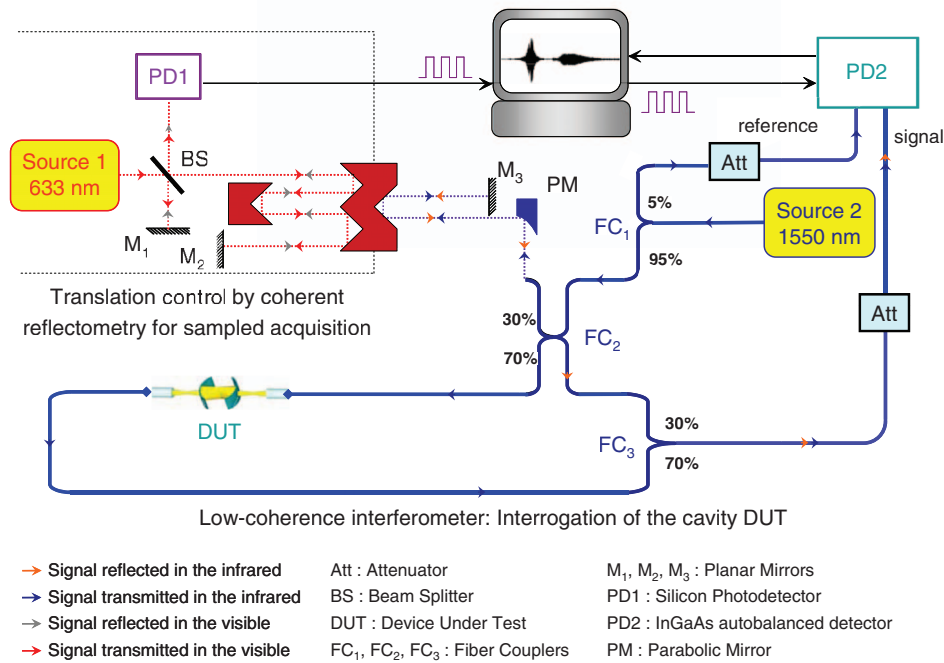 PD1
PD2
reference
signal
Att
Source 1
633 nm
BS
M3
PM
5%
Source 2
1550 nm
FC1
M1
M2
95%
Translation control by coherent
reflectometry for sampled acquisition
30%
FC2
70%
Att
DUT
30%
FC3
70%
Low-coherence interferometer: Interrogation of the cavity DUT
Signal reflected in the infrared
Signal transmitted in the infrared
Signal reflected in the visible
Signal transmitted in the visible
Att : Attenuator
BS : Beam Splitter
DUT : Device Under Test
FC1, FC2, FC3 : Fiber Couplers
M1, M2, M3 : Planar Mirrors
PD1 : Silicon Photodetector
PD2 : InGaAs autobalanced detector
PM : Parabolic Mirror